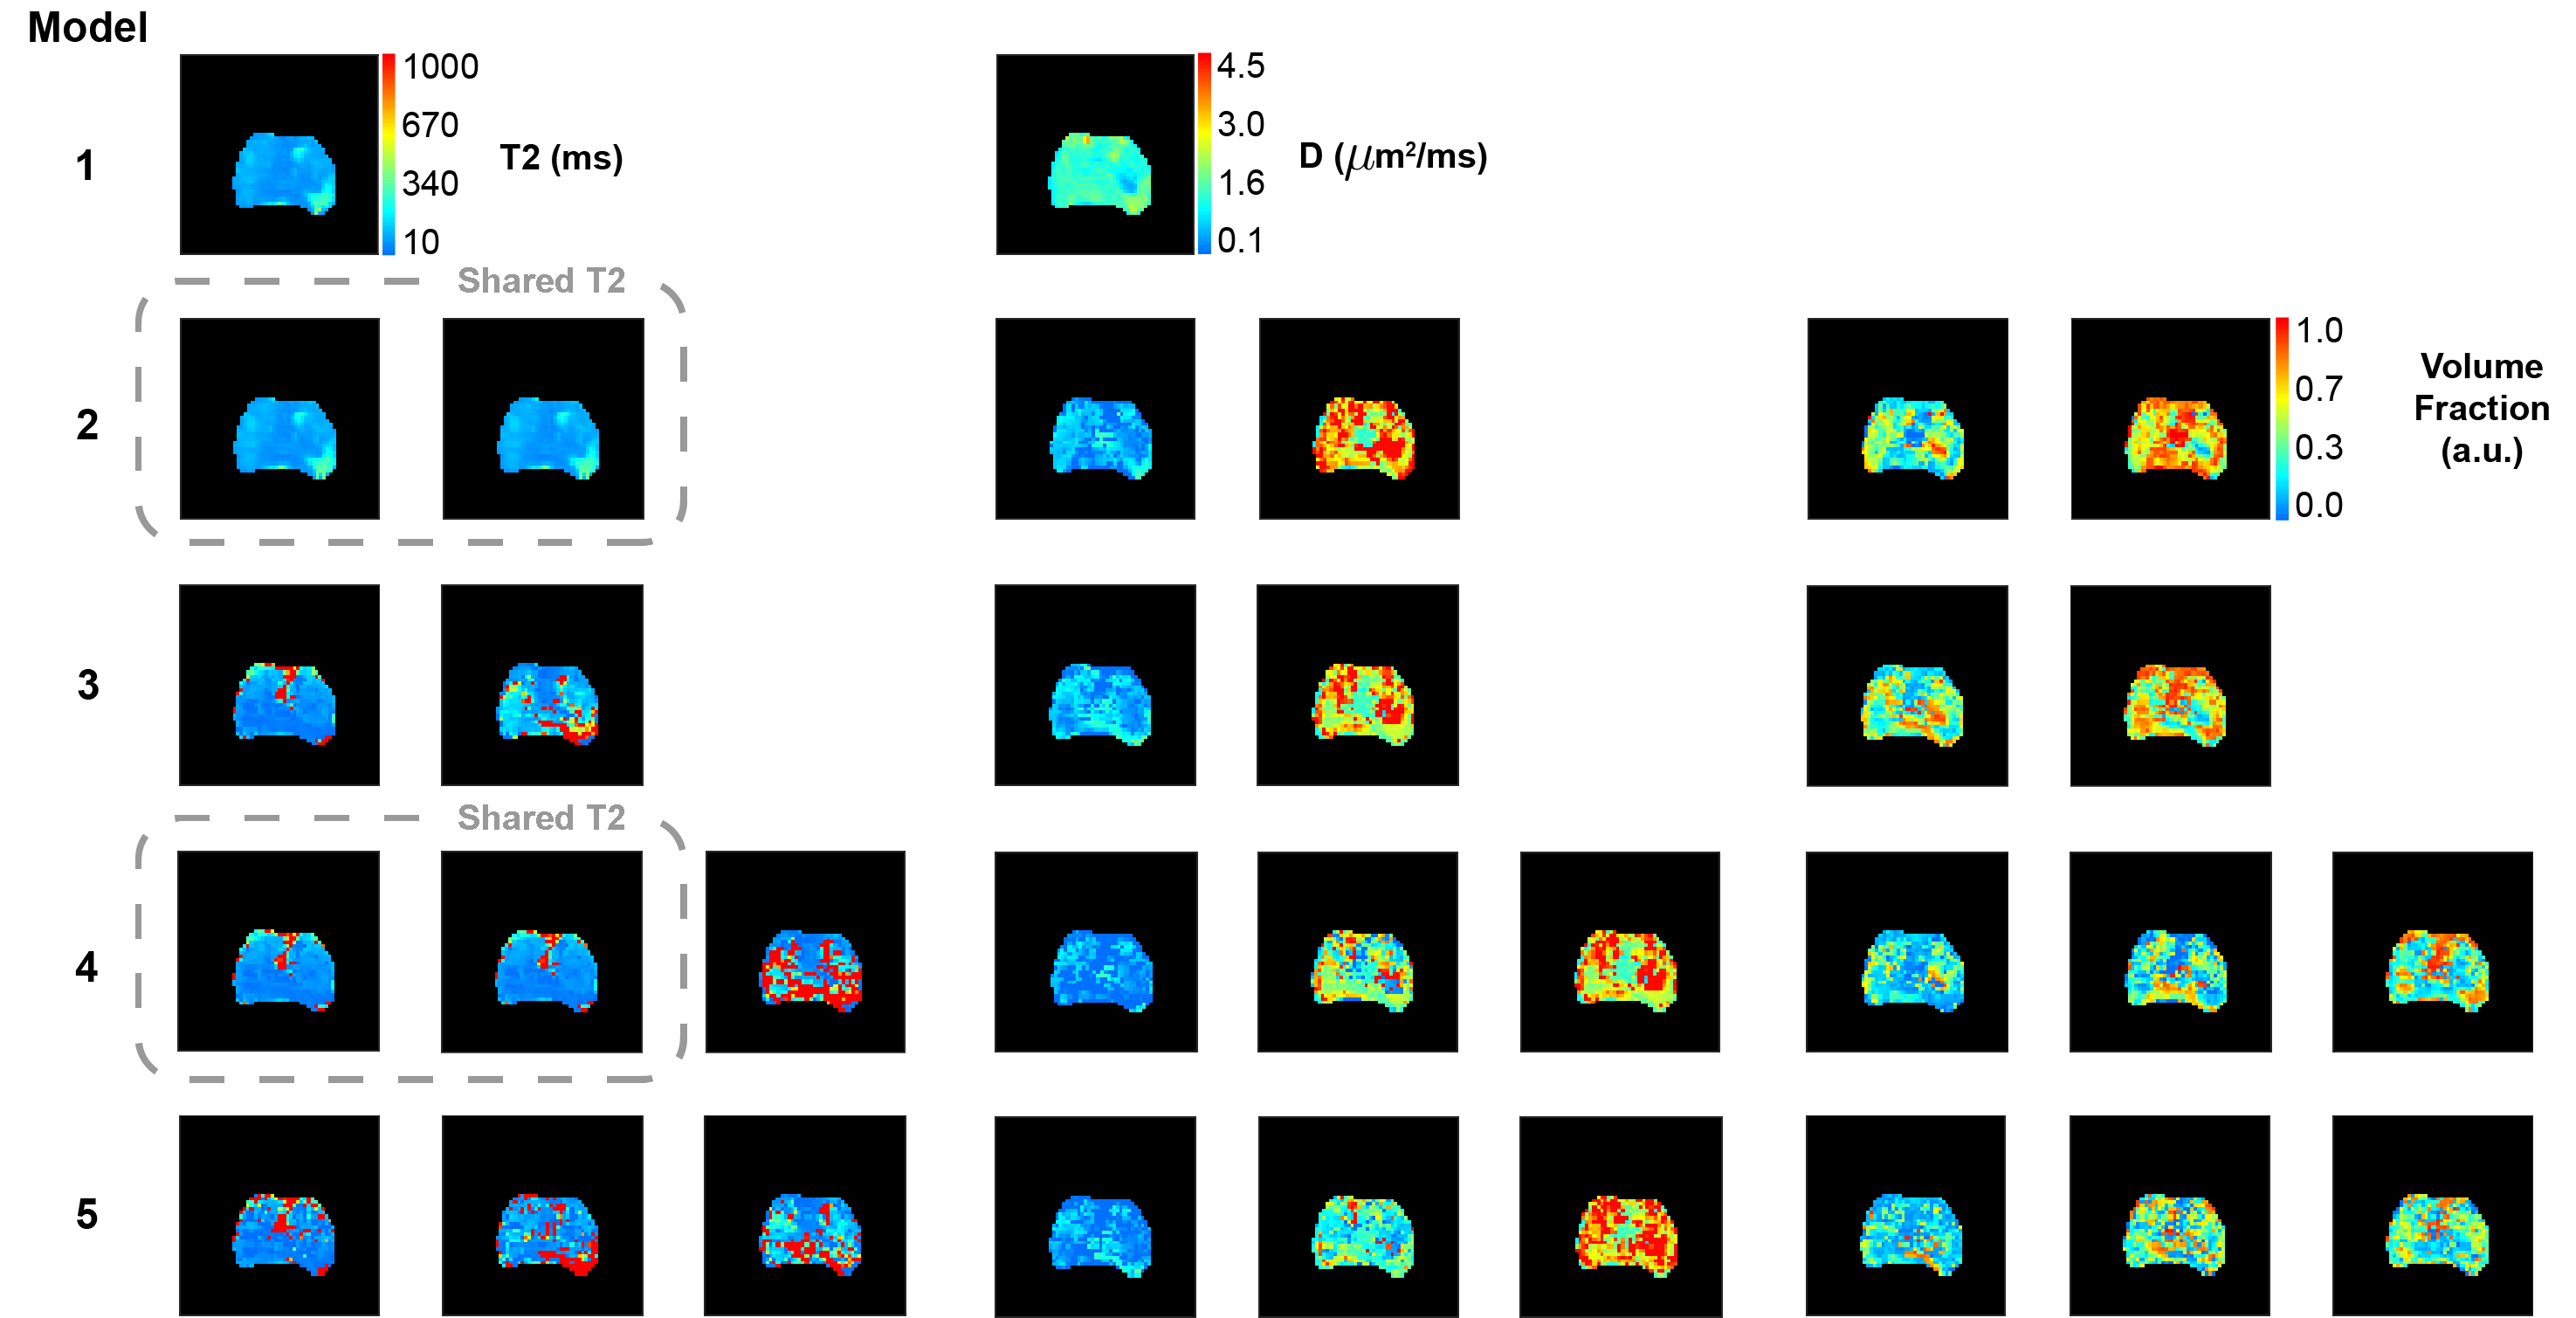 Model
1
1000
670
340
10
T2 (ms)
4.5
3.0
1.6
0.1
D (μm²/ms)
Shared T2
2
1.0
0.7
0.3
0.0
Volume
Fraction
(a.u.)
3
Shared T2
4
5